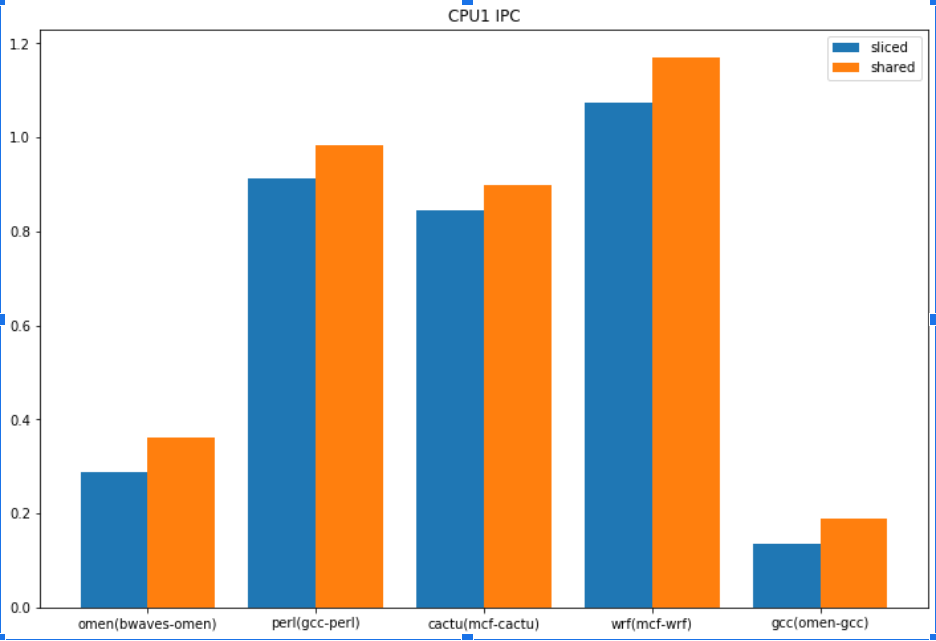 CPU1 IPC
sliced
shared
1.2
1.0
0.8
0.6
0.4
0.2
0.0
omen(bwaves-omen) perl(gcc-perl) cactu(mcf-cactu) wrf(mcf-wrf) gcc(omen-gcc)